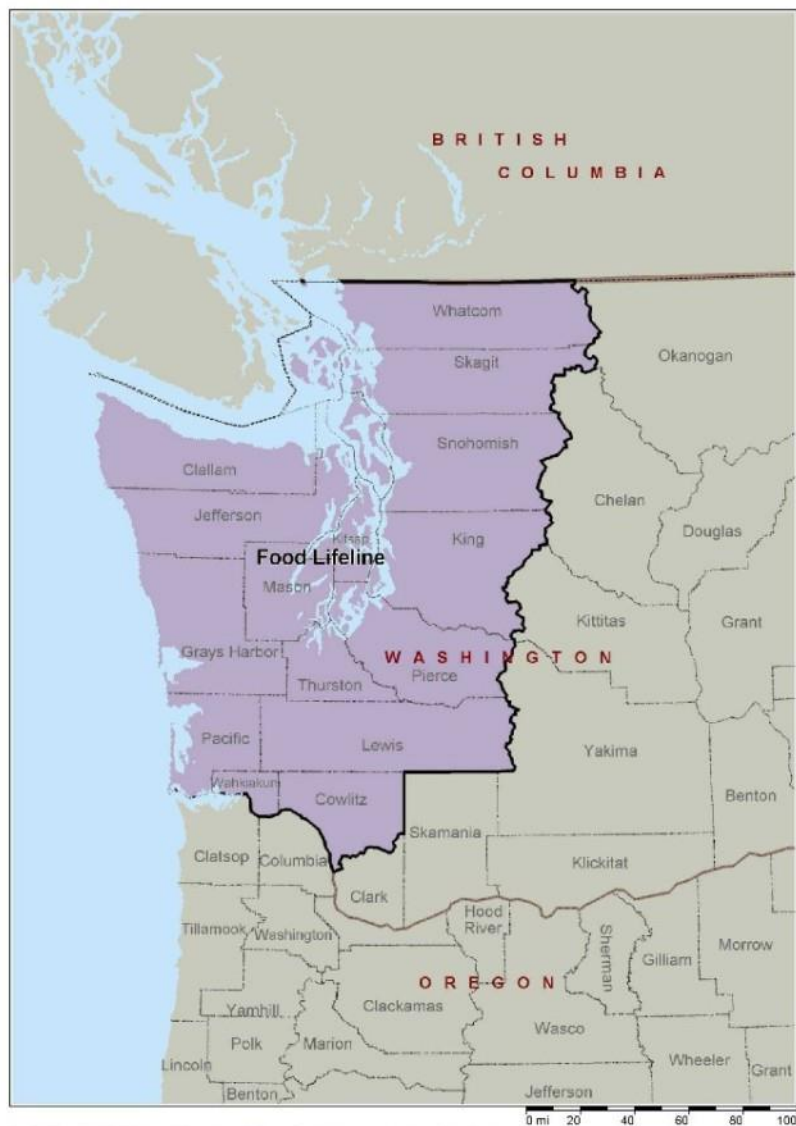 BRITISH
COLUMBIA
Whatcom
Okanogan
Skagit
Snohomish
Clallam
Chelan
Jefferson
Douglas
Kitsap
King
Food Lifeline
Mason
Kittitas
Grant
Grays Harbor
WASHINGTON
Pierce
Thurston
Pacific
Lewis
Yakima
Wahkiakum
Cowlitz
Benton
Skamania
Clatsop
Columbia
Klickitat
Clark
Hood
River
Tillamook
Washington
Sherman
Morrow
Gilliam
OREGON
Yamhill
Clackamas
Wasco
Polk
Marion
Lincoln
Wheeler
Grant
Benton
Jefferson
0 mi 20 40 60 80 100